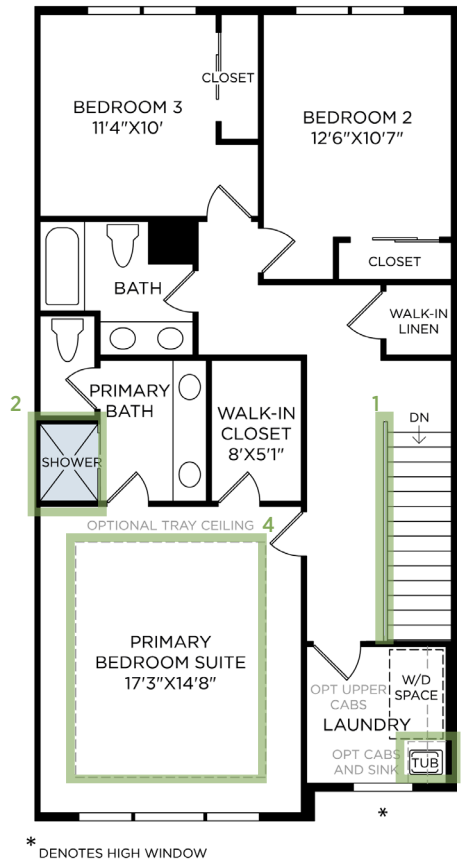 CLOSET
BEDROOM 3
11'4"X10'
BEDROOM 2
12'6"X10'7"
CLOSET
BATH
WALK-IN
LINEN
2
PRIMARY
BATH
WALK-IN
CLOSET
8'X5'1"
1
DN
SHOWER
OPTIONAL TRAY CEILING 4
PRIMARY
BEDROOM SUITE
17'3"X14'8"
OPT UPPER
CABS
W/D
SPACE
LAUNDRY
OPT CABS
AND SINK
TUB
*
* DENOTES HIGH WINDOW